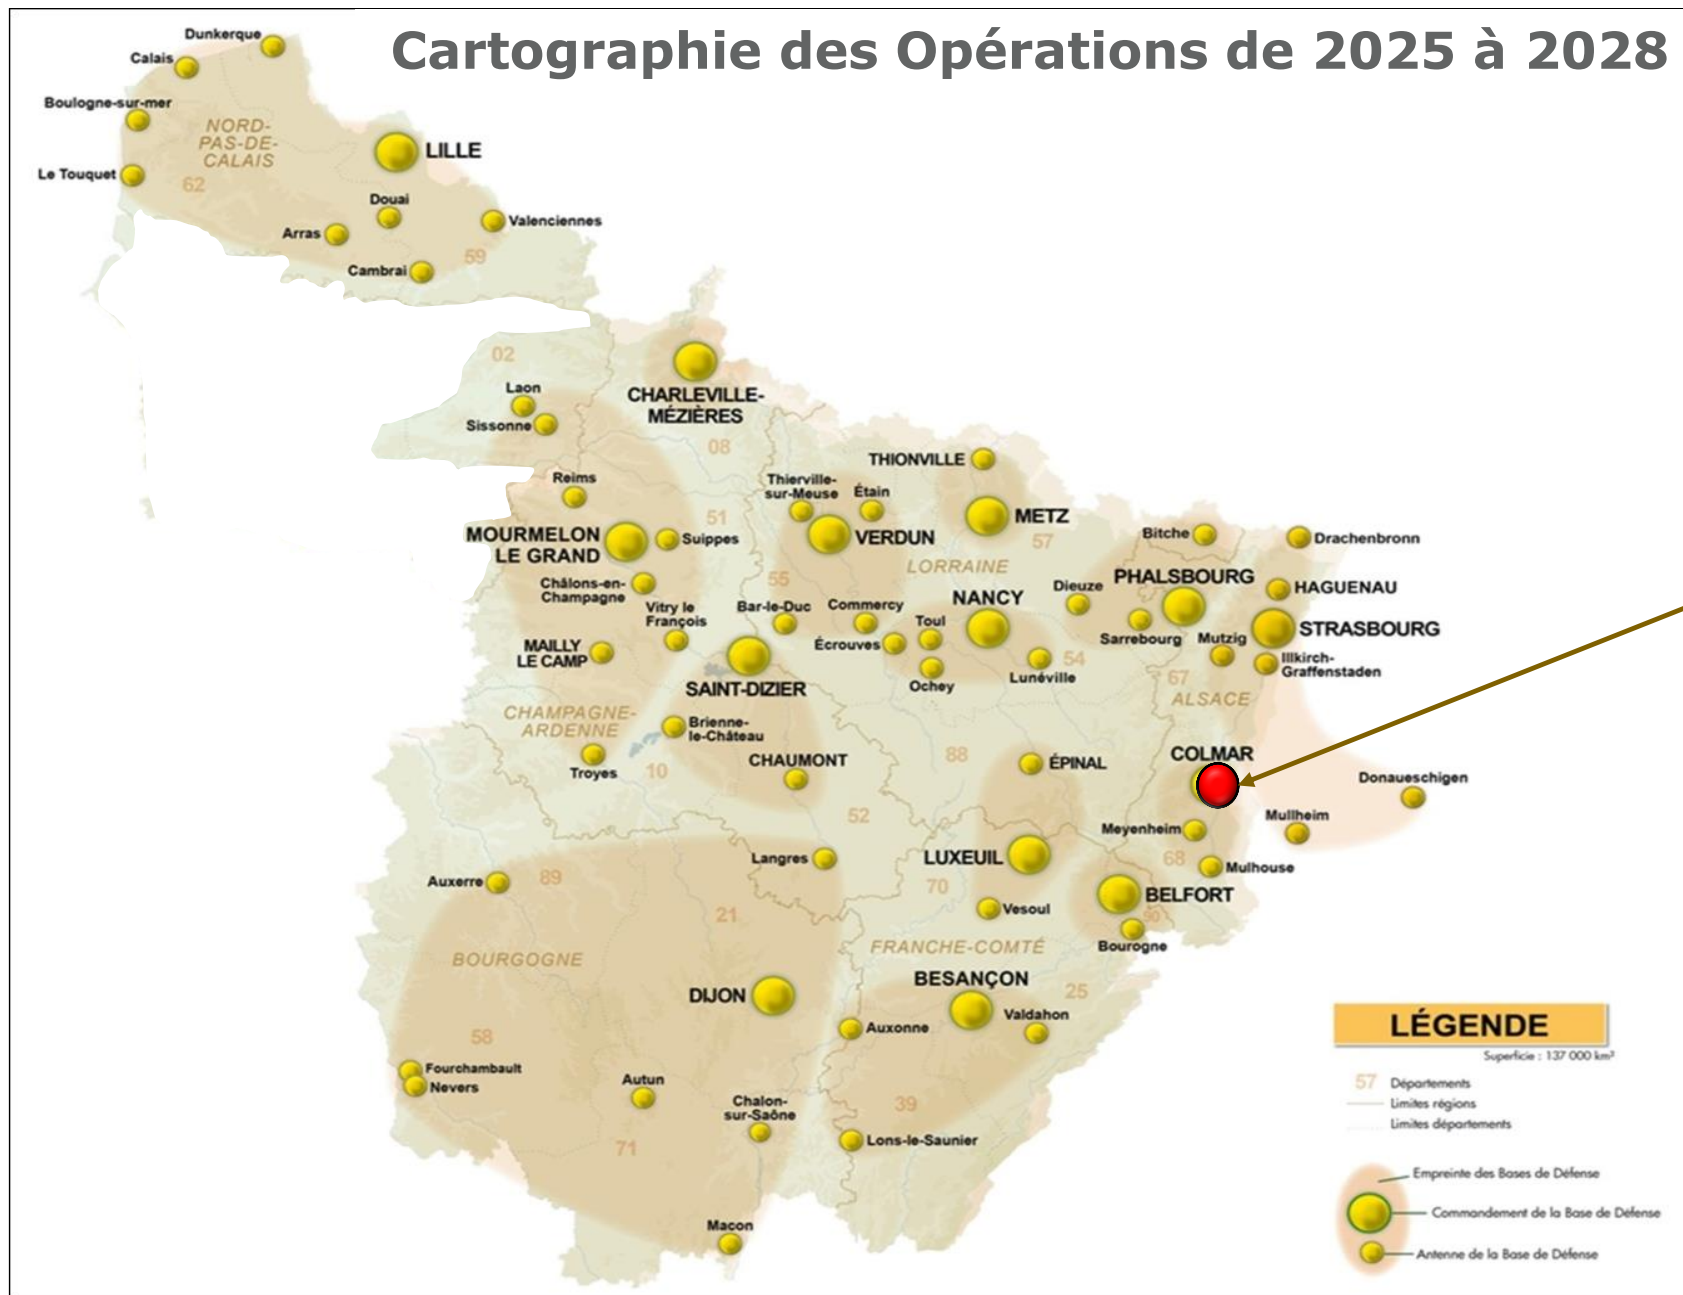 Cartographie des Opérations de 2025 à 2028
Dunkerque
Calais
Boulogne-sur-mer
NORD-
PAS-DE-
CALAIS
LILLE
Le Touquet
62
Douai
Valenciennes
Arras
59
Cambrai
02
Laon
Sissonne
CHARLEVILLE-
MÉZIÈRES
08
Reims
THIONVILLE
Thierville-
sur-Meuse
Étain
METZ
51
MOURMELON
LE GRAND
Suippes
VERDUN
57
Bitche
Drachenbronn
LORRAINE
Châlons-en-
Champagne
55
Dieuze
PHALSBOURG
HAGUENAU
Vitry le
François
Bar-le-Duc
Commercy
NANCY
Toul
Écrouves
Sarrebourg
Mutzig
STRASBOURG
MAILLY
LE CAMP
Illkirch-
Graffenstaden
SAINT-DIZIER
Ochey
Lunéville
54
67
ALSACE
CHAMPAGNE-
ARDENNE
Brienne-
le-Château
Troyes
10
CHAUMONT
88
ÉPINAL
COLMAR
Donaueschigen
52
Meyenheim
Mullheim
Langres
LUXEUIL
68
Mulhouse
Auxerre
89
70
BELFORT
21
Vesoul
90
Bourogne
BOURGOGNE
FRANCHE-COMTÉ
DIJON
BESANÇON
25
Auxonne
Valdahon
58
Fourchambault
Nevers
Autun
Chalon-
sur-Saône
39
71
Lons-le-Saunier
Macon
LÉGENDE
Superficie : 137 000 km²
57 Départements
Limites régions
Limites départements
Empreinte des Bases de Défense
Commandement de la Base de Défense
Antenne de la Base de Défense